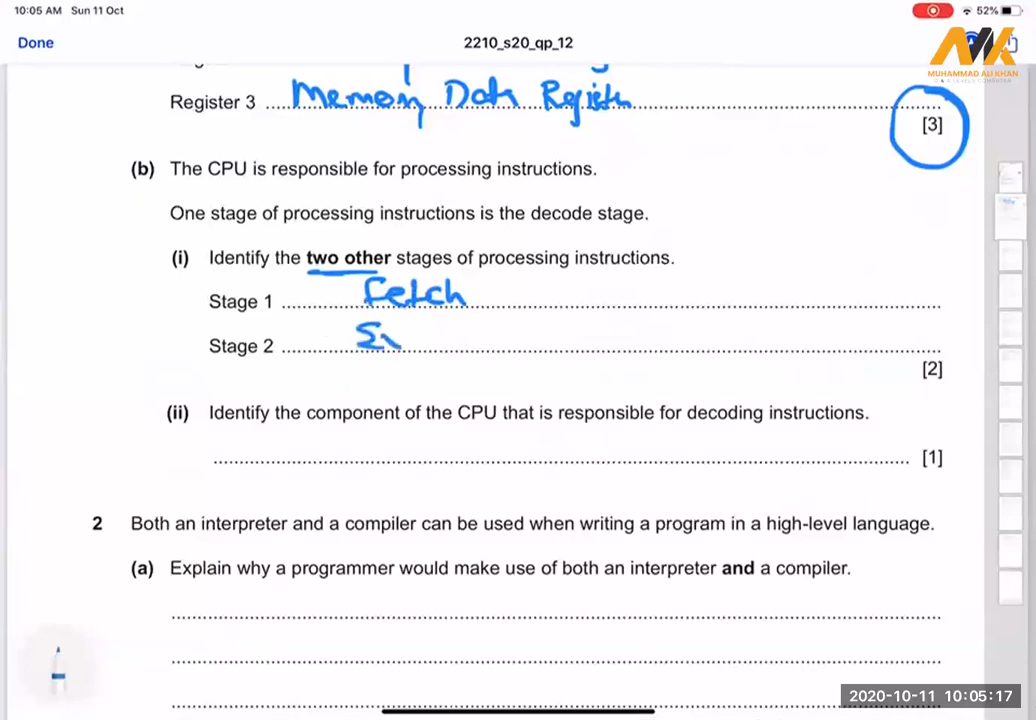 10:05 AM Sun 11 Oct
52%
Done
2210_s20_qp_12
MUHAMMAD ALI KHAN
Register 3 Memory Data Register
[3]
(b) The CPU is responsible for processing instructions.
One stage of processing instructions is the decode stage.
(i) Identify the two other stages of processing instructions.
Stage 1 Fetch
Stage 2 Ex
[2]
(ii) Identify the component of the CPU that is responsible for decoding instructions.
[1]
2 Both an interpreter and a compiler can be used when writing a program in a high-level language.
(a) Explain why a programmer would make use of both an interpreter and a compiler.
2020-10-11 10:05:17